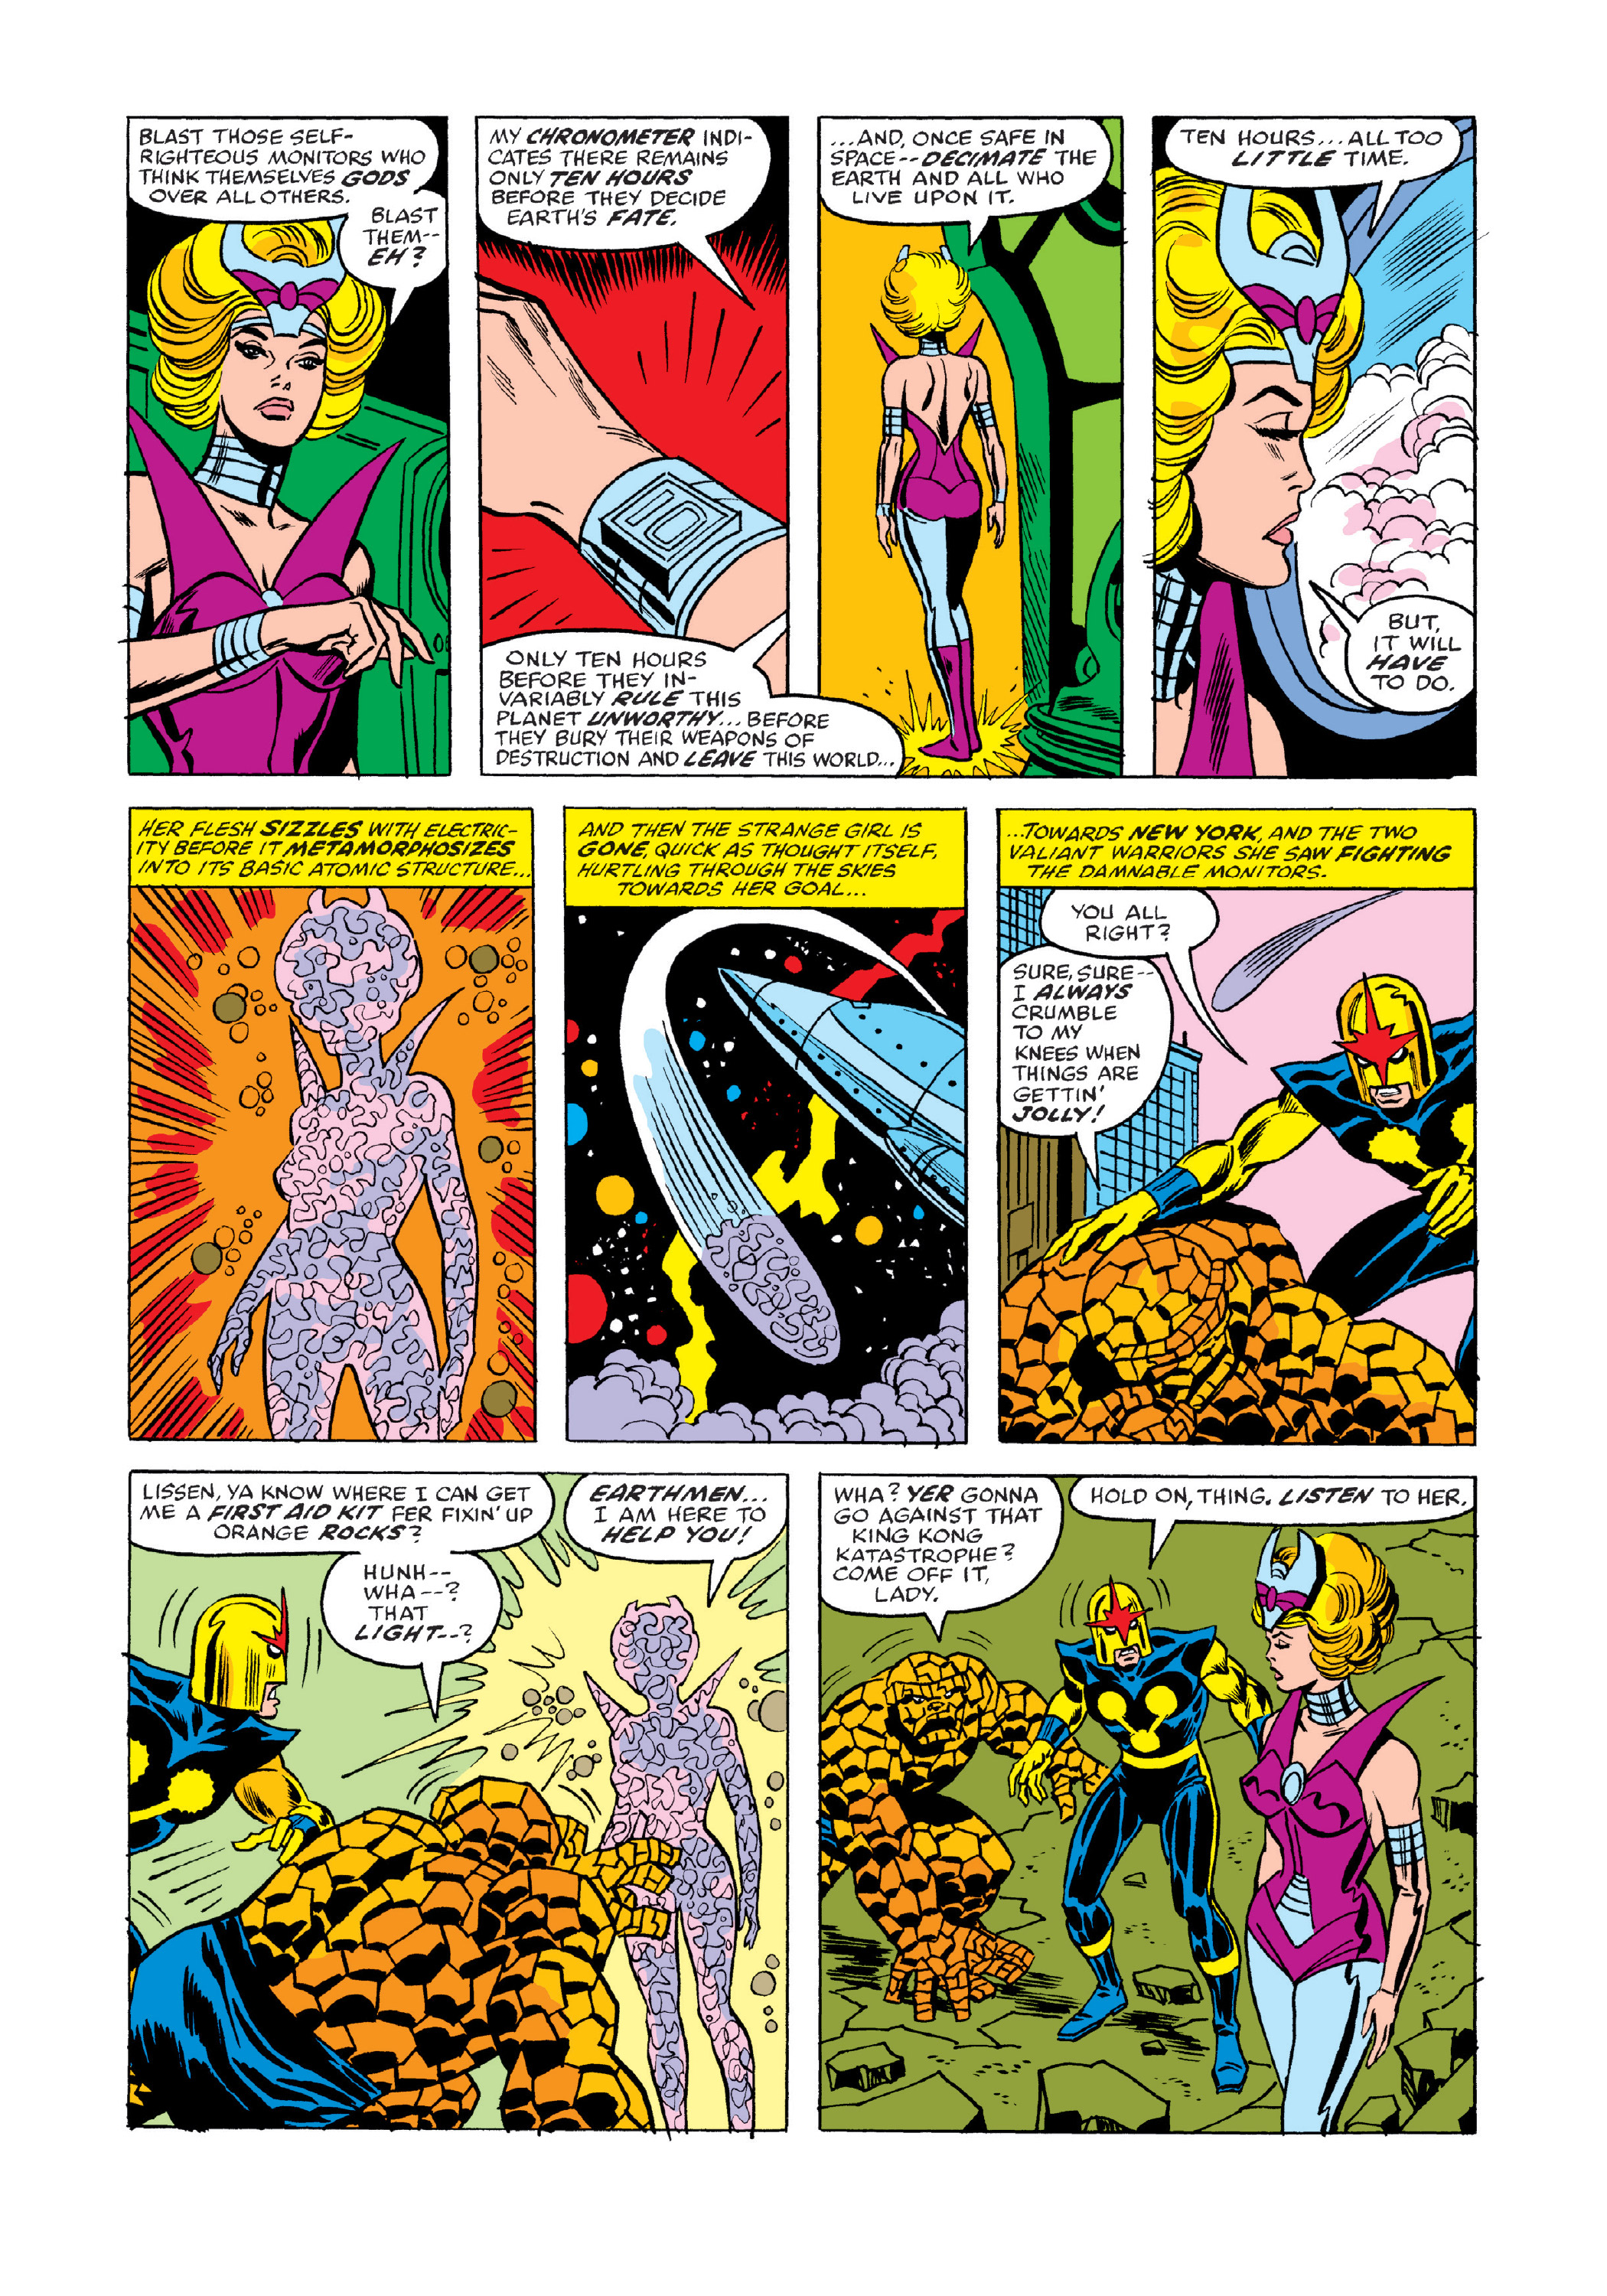 BLAST THOSE SELF-
RIGHTEOUS MONITORS WHO
THINK THEMSELVES GODS
OVER ALL OTHERS.
BLAST
THEM--
EH?
MY CHRONOMETER INDI-
CATES THERE REMAINS
ONLY TEN HOURS
BEFORE THEY DECIDE
EARTH'S FATE.
10
ONLY TEN HOURS
BEFORE THEY IN-
VARIABLY RULE THIS
PLANET UNWORTHY... BEFORE
THEY BURY THEIR WEAPONS OF
DESTRUCTION AND LEAVE THIS WORLD...
...AND, ONCE SAFE IN
SPACE--DECIMATE THE
EARTH AND ALL WHO
LIVE UPON IT.
TEN HOURS...ALL TOO
LITTLE TIME.
BUT,
IT WILL
HAVE
TO DO.
HER FLESH SIZZLES WITH ELECTRIC-
ITY BEFORE IT METAMORPHOSIZES
INTO ITS BASIC ATOMIC STRUCTURE...
AND THEN THE STRANGE GIRL IS
GONE, QUICK AS THOUGHT ITSELF,
HURTLING THROUGH THE SKIES
TOWARDS HER GOAL...
...TOWARDS NEW YORK, AND THE TWO
VALIANT WARRIORS SHE SAW FIGHTING
THE DAMNABLE MONITORS.
YOU ALL
RIGHT?
SURE, SURE--
I ALWAYS
CRUMBLE
TO MY
KNEES WHEN
THINGS ARE
GETTIN'
JOLLY!
LISSEN, YA KNOW WHERE I CAN GET
ME A FIRST AID KIT FER FIXIN' UP
ORANGE ROCKS?
HUNH--
WHA--?
THAT
LIGHT--?
EARTHMEN...
I AM HERE TO
HELP YOU!
WHA? YER GONNA
GO AGAINST THAT
KING KONG
KATASTROPHE?
COME OFF IT,
LADY.
HOLD ON, THING. LISTEN TO HER.